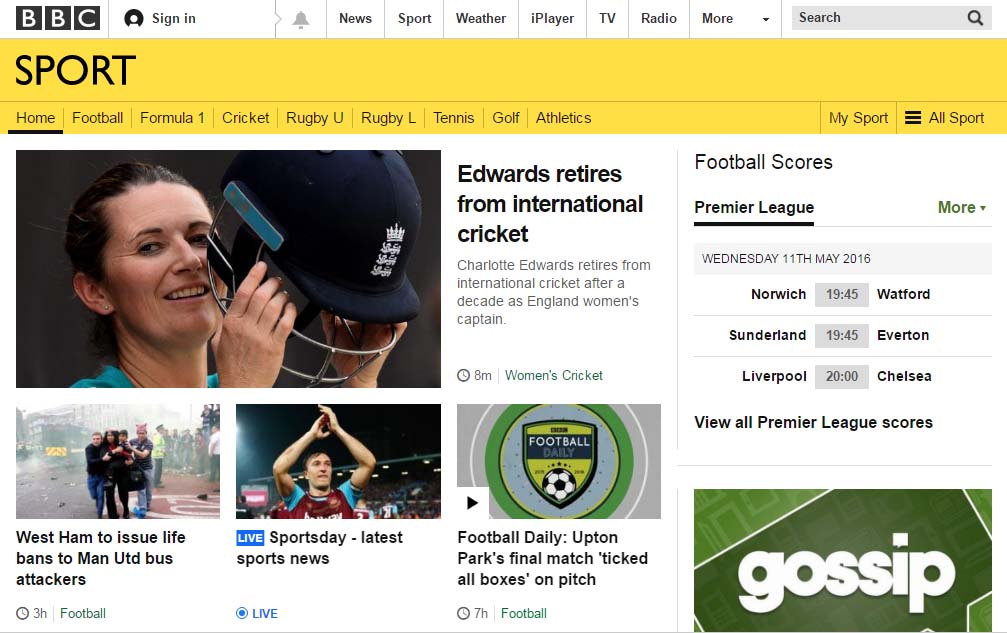 BBC
Sign in
News
Sport
Weather
iPlayer
TV
Radio
More
Search
SPORT
Home
Football
Formula 1
Cricket
Rugby U
Rugby L
Tennis
Golf
Athletics
My Sport
All Sport
Edwards retires
from international
cricket
Charlotte Edwards retires from
international cricket after a
decade as England women's
captain.
8m
Women's Cricket
West Ham to issue life
bans to Man Utd bus
attackers
3h
Football
LIVE Sportsday - latest
sports news
LIVE
FOOTBALL
DAILY
Football Daily: Upton
Park's final match 'ticked
all boxes' on pitch
7h
Football
Football Scores
Premier League
More
WEDNESDAY 11TH MAY 2016
Norwich 19:45 Watford
Sunderland 19:45 Everton
Liverpool 20:00 Chelsea
View all Premier League scores
gossip